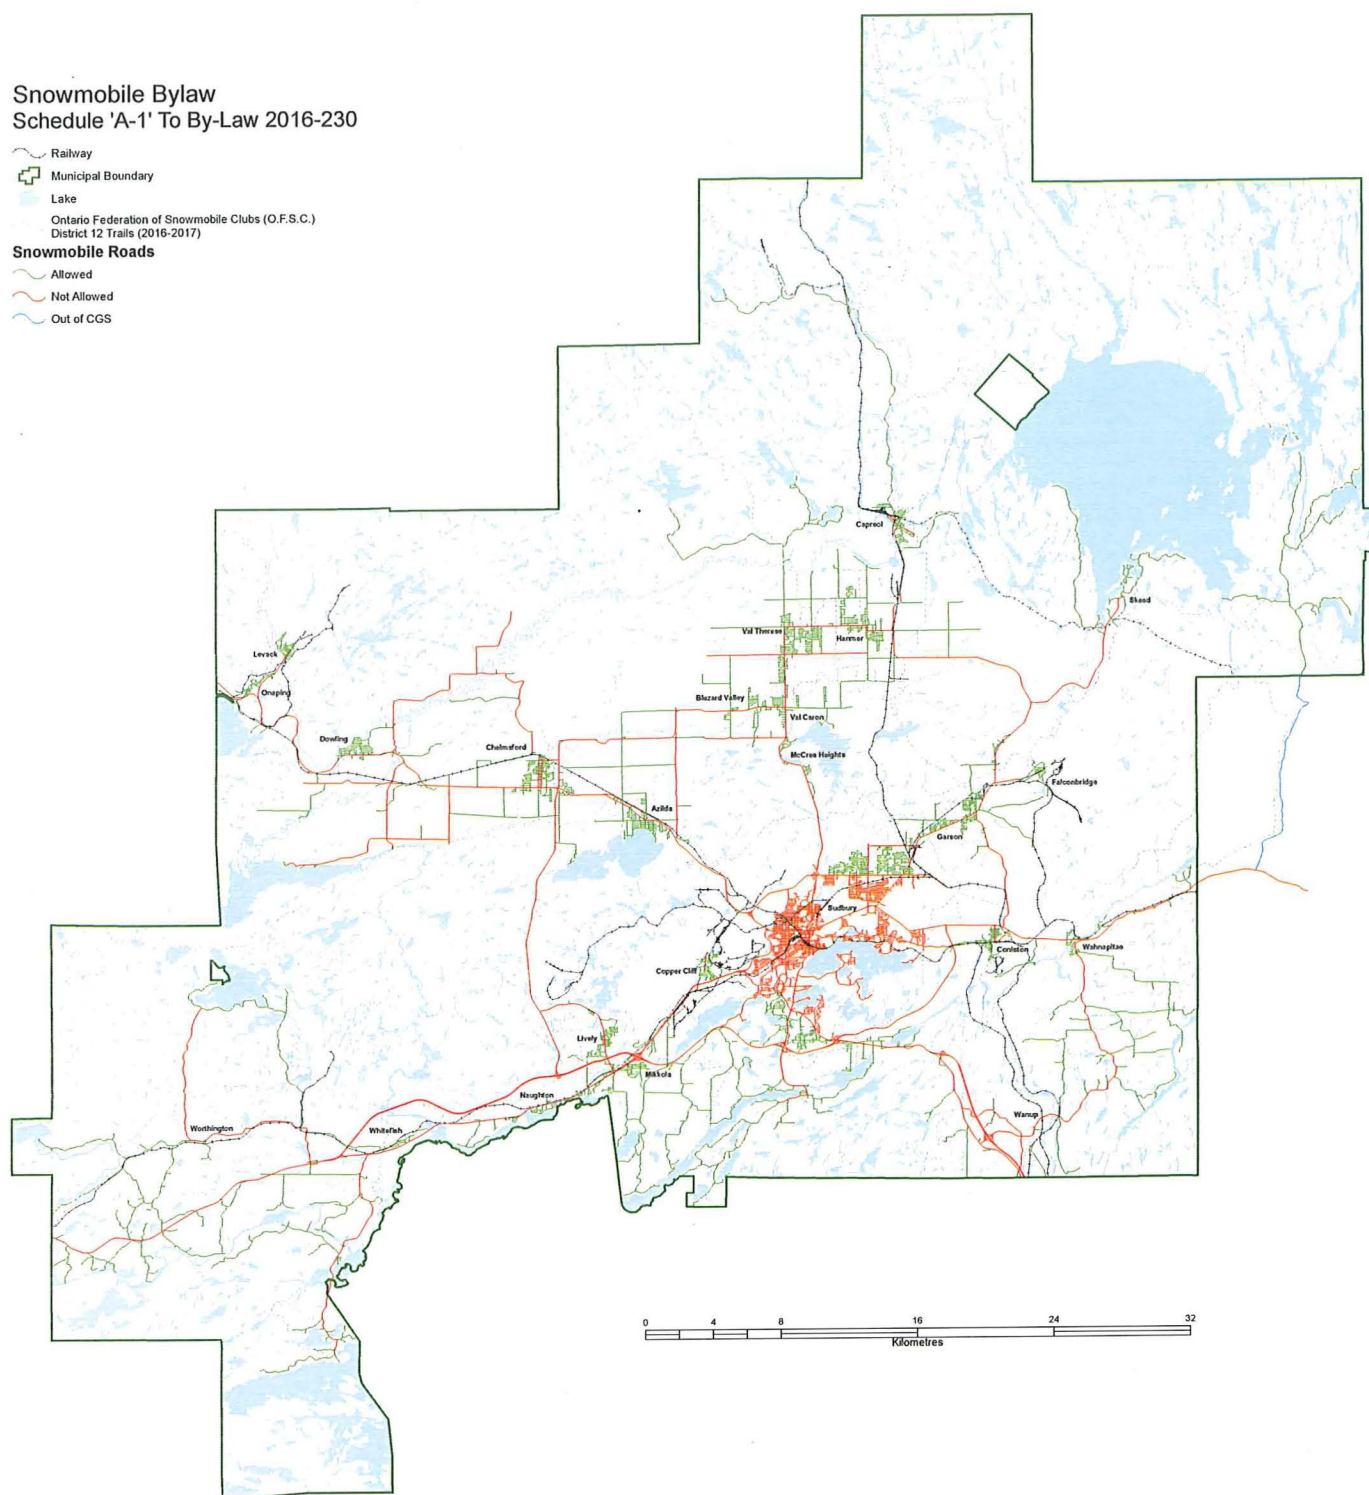 Snowmobile Bylaw
Schedule 'A-1' To By-Law 2016-230
Railway
Municipal Boundary
Lake
Ontario Federation of Snowmobile Clubs (O.F.S.C.)
District 12 Trails (2016-2017)
Snowmobile Roads
Allowed
Not Allowed
Out of CGS
Capreol
Skead
Val Therese
Hanmer
Levack
Onaping
Blezard Valley
Val Caron
Dowling
Chelmsford
McCrea Heights
Falconbridge
Azilda
Garson
Sudbury
Coniston
Wahnapitae
Copper Cliff
Lively
Mikkola
Naughton
Wanup
Worthington
Whitefish
0 4 8 16 24 32
Kilometres